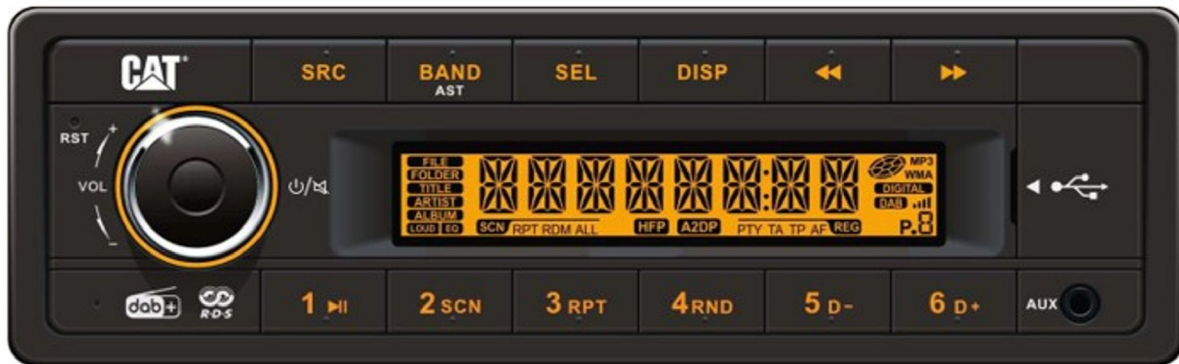 CAT
SRC
BAND
AST
SEL
DISP
RST
+
VOL
−
FILE
FOLDER
TITLE
ARTIST
ALBUM
LOUD EQ
SCN RPT RDM ALL
HFP A2DP
PTY TA TP AF REG
MP3
WMA
DIGITAL
DAB
P.8
dab+
R·D·S
1
2 SCN
3 RPT
4 RND
5 D-
6 D+
AUX